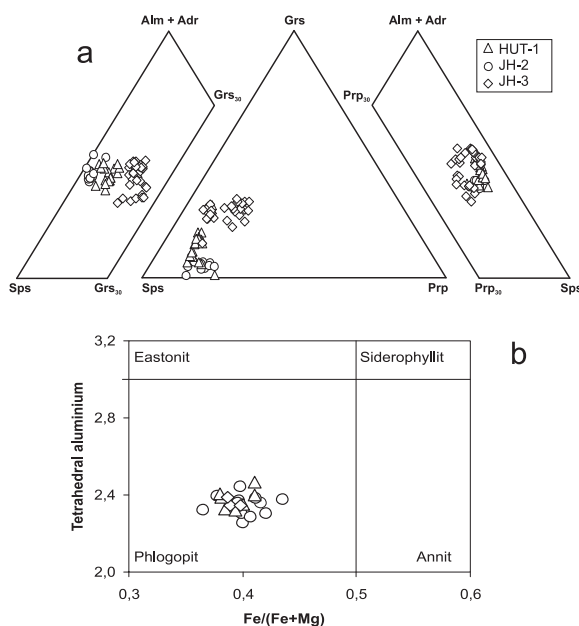 a
Alm + Adr
Grs
Alm + Adr
HUT-1
JH-2
JH-3
Grs30
Prp30
Sps
Grs30
Sps
Prp
Prp30
Sps
b
3,2
2,8
2,4
2,0
Tetrahedral aluminium
Eastonit
Siderophyllit
Phlogopit
Annit
0,3
0,4
0,5
0,6
Fe/(Fe+Mg)